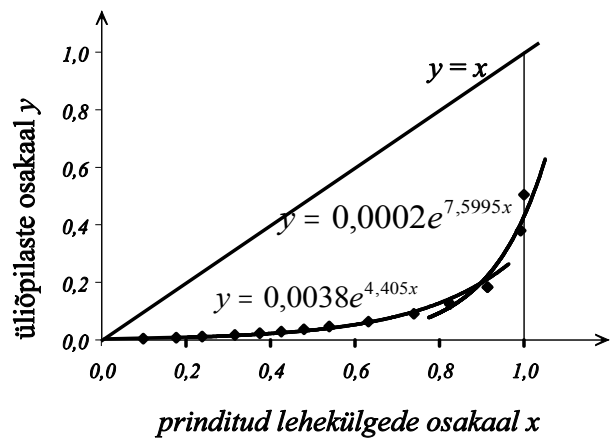 üliõpilaste osakaal y
1,0
0,8
0,6
0,4
0,2
0,0
y = x
y = 0,0002e^{7,5995x}
y = 0,0038e^{4,405x}
0,0 0,2 0,4 0,6 0,8 1,0
prinditud lehekülgede osakaal x